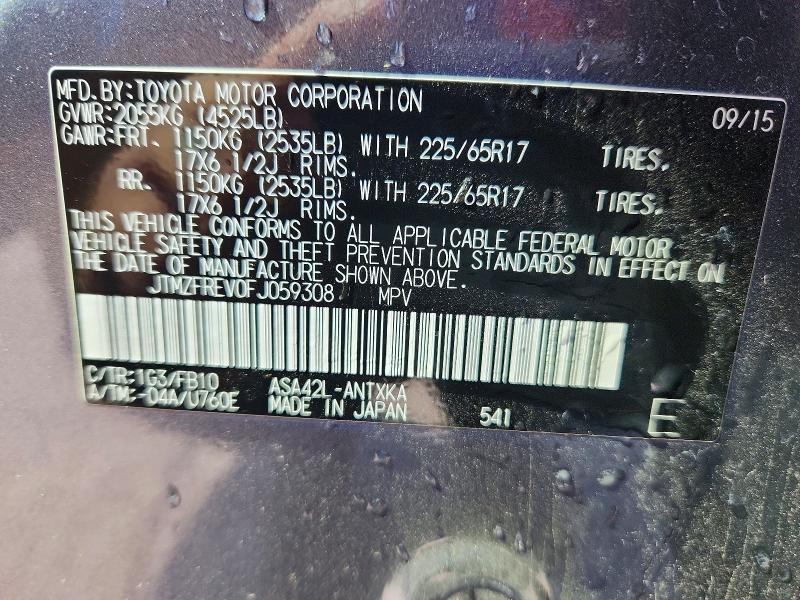 MFD. BY: TOYOTA MOTOR CORPORATION 09/15
GVWR: 2055KG (4525LB)
GAWR: FRT. 1150KG (2535LB) WITH 225/65R17 TIRES.
17X6 1/2J RIMS.
RR. 1150KG (2535LB) WITH 225/65R17 TIRES.
17X6 1/2J RIMS.
THIS VEHICLE CONFORMS TO ALL APPLICABLE FEDERAL MOTOR
VEHICLE SAFETY AND THEFT PREVENTION STANDARDS IN EFFECT ON
THE DATE OF MANUFACTURE SHOWN ABOVE.
JTMZFREV0FJ059308 MPV
C/TR: 1G3/FB10 ASA42L-ANTXKA
A/TM: -04A/U760E MADE IN JAPAN 541 E